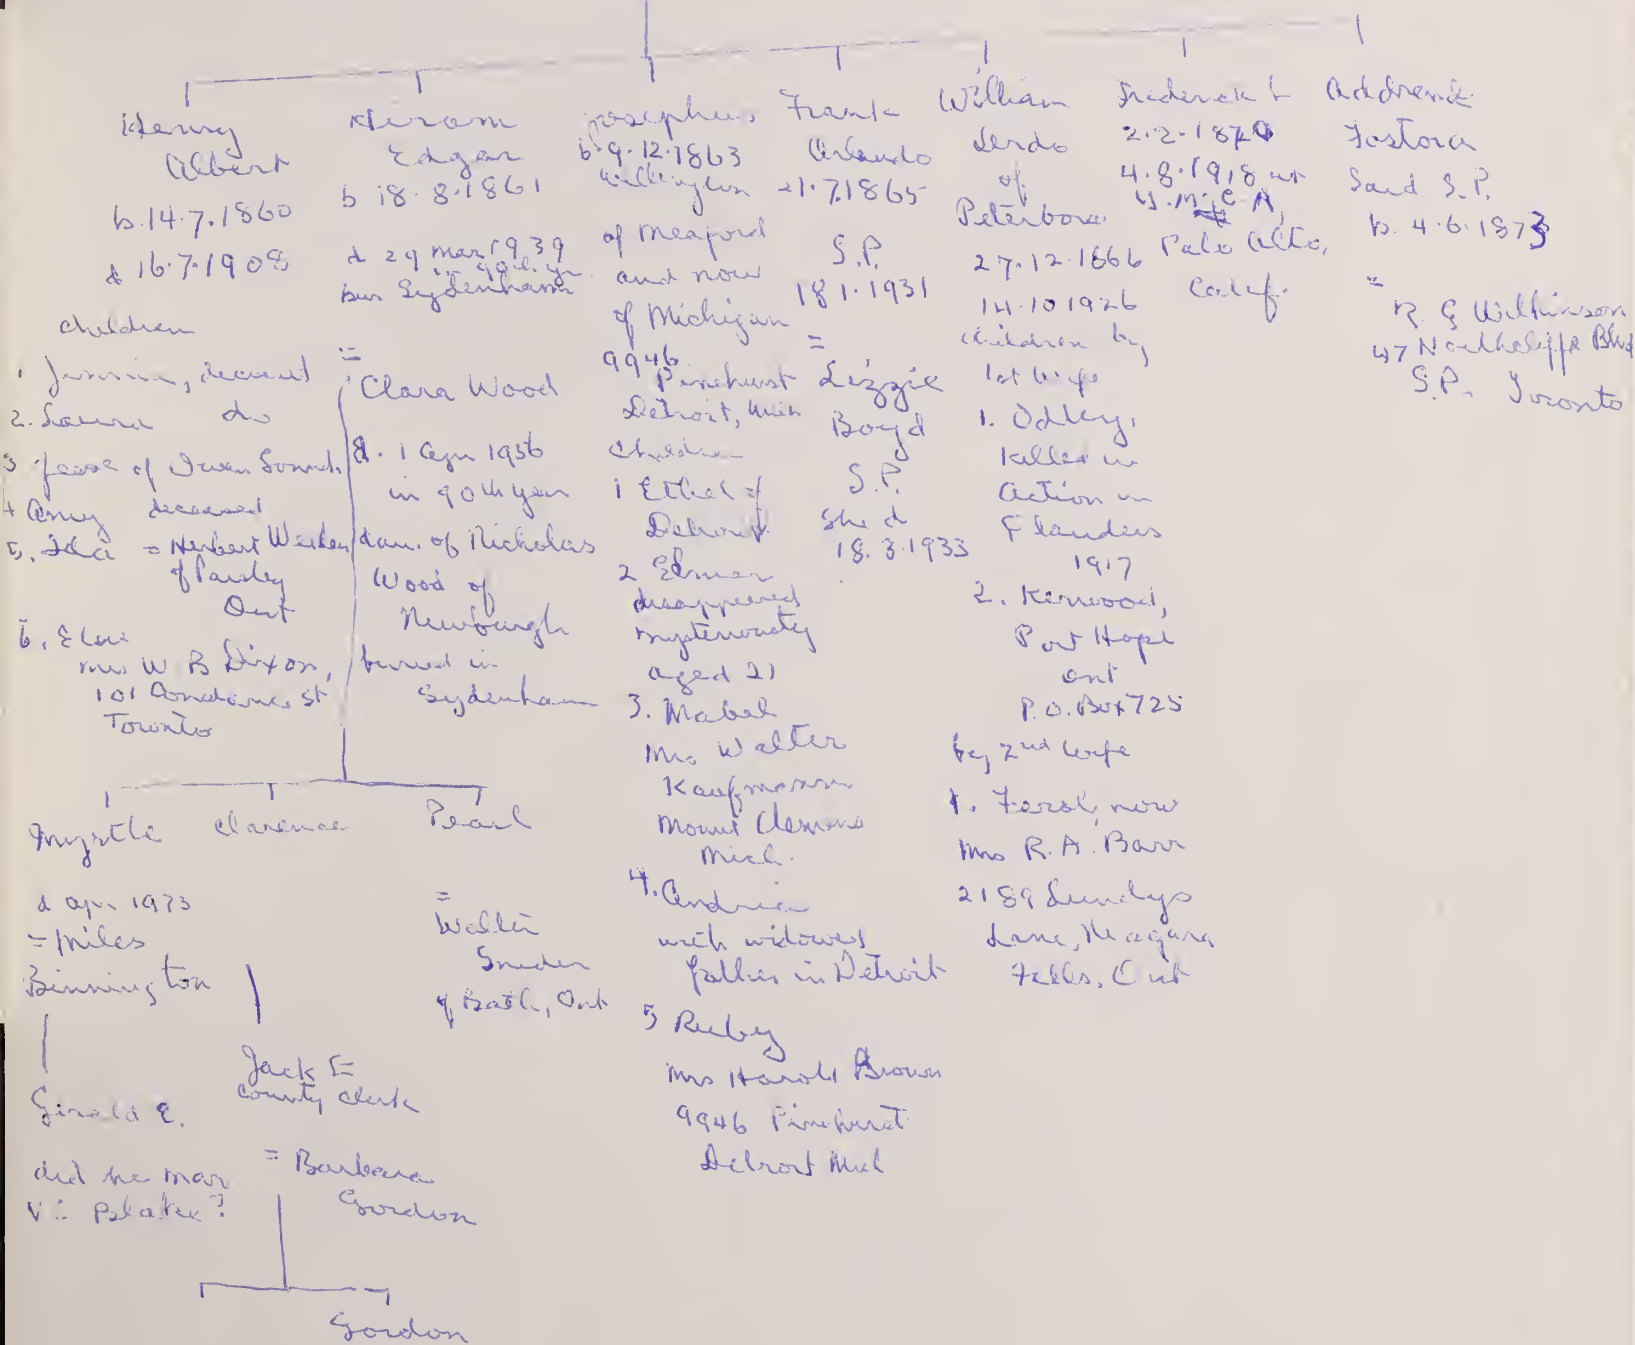 Henry
Albert
b. 14.7.1860
d 16.7.1908
children
1 Jennie, deceased
2. Laura do
3 Jesse of Owen Sound
4 Amy deceased
5. Ida = Herbert
of Paisley
Ont
6. Elsie
Mrs W B Dixon,
101 St
Toronto
Hiram
Edgar
b 18.8.1861
d 29 Mar 1939
bur Sydenham
=
Clara Wood
d. 1 Apr 1936
in 90th year
dau. of Nicholas
Wood of
Newburgh
buried in
Sydenham
Myrtle Clarence Pearl
d apr. 1973
= Miles
Binnington
=
Walter
Snider
of Bath, Ont
Gerald E.
did he mar
Blake?
Jack E
County Clerk
= Barbara
Gordon
Gordon
Josephus
b. 9.12.1863
Wellington
of Meaford
and now
of Michigan
9946
Pinehurst
Detroit, Mich
Children
1 Ethel of
Detroit
2 Elmer
disappeared
mysteriously
aged 21
3. Mabel
Mrs Walter
Kaufmann
Mount Clemens
Mich.
4. Andrew
with widowed
father in Detroit
5 Ruby
Mrs Harold Brown
9946 Pinehurst
Detroit Mich
Frank
Orlando
21.7.1865
S.P.
18.1.1931
=
Lizzie
Boyd
S.P.
She d
18.3.1933
William
Lerdo
of
Peterboro
27.12.1866
14.10.1926
children by
1st wife
1. Odley,
killed in
action in
Flanders
1917
2. Kenwood,
Port Hope
Ont
P.O. Box 725
by 2nd wife
1. Ferol, now
Mrs R.A. Barr
2189 Lundys
Lane, Niagara
Falls, Ont
Frederick L
2.2.1870
4.8.1918 at
Y.M.C.A,
Palo Alto,
Calif.
Fostora
Saud S.P.
b. 4.6.1873
=
R. G Wilkinson
47 Northcliffe Blvd
S.P. Toronto